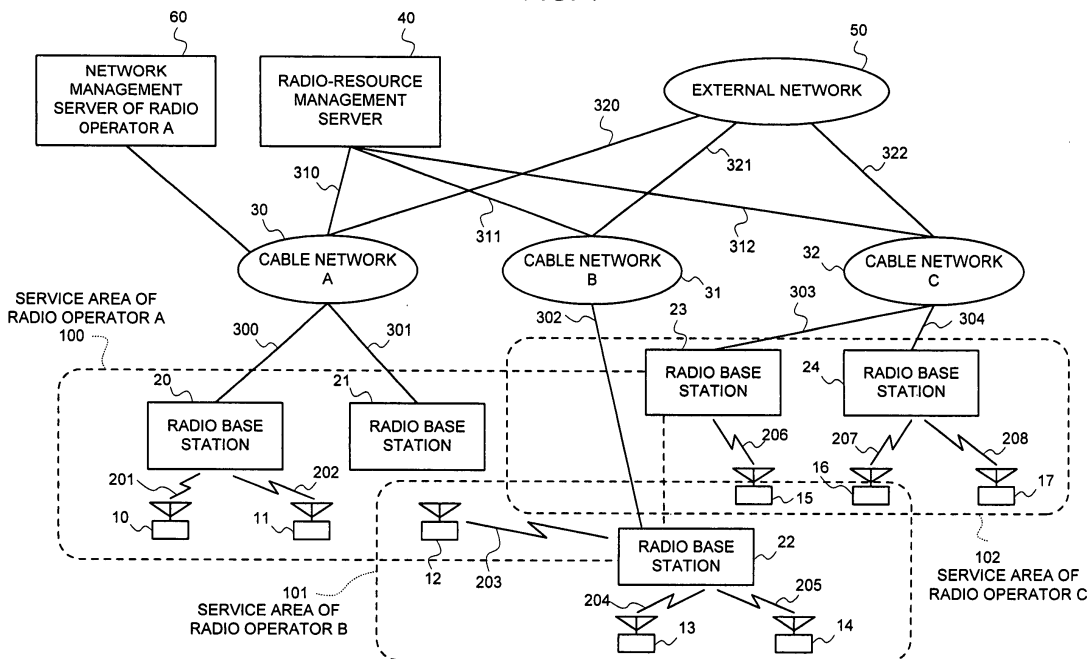 60
40
50
NETWORK
MANAGEMENT
SERVER OF RADIO
OPERATOR A
RADIO-RESOURCE
MANAGEMENT
SERVER
EXTERNAL NETWORK
320
310
321
322
30
311
312
CABLE NETWORK
A
CABLE NETWORK
B
31
32
CABLE NETWORK
C
SERVICE AREA OF
RADIO OPERATOR A
100
300
301
302
23
303
304
20
RADIO BASE
STATION
21
RADIO BASE
STATION
RADIO BASE
STATION
24
RADIO BASE
STATION
201
202
206
207
208
10
11
12
203
15
16
17
RADIO BASE
STATION
22
101
SERVICE AREA OF
RADIO OPERATOR B
204
205
13
14
102
SERVICE AREA OF
RADIO OPERATOR C